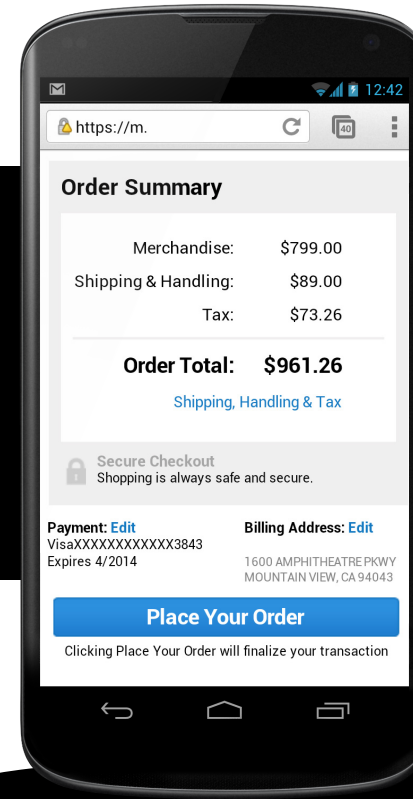 12:42
https://m.
40
Order Summary
Merchandise: $799.00
Shipping & Handling: $89.00
Tax: $73.26
Order Total: $961.26
Shipping, Handling & Tax
Secure Checkout
Shopping is always safe and secure.
Payment: Edit
VisaXXXXXXXXXXXX3843
Expires 4/2014
Billing Address: Edit
1600 AMPHITHEATRE PKWY
MOUNTAIN VIEW, CA 94043
Place Your Order
Clicking Place Your Order will finalize your transaction